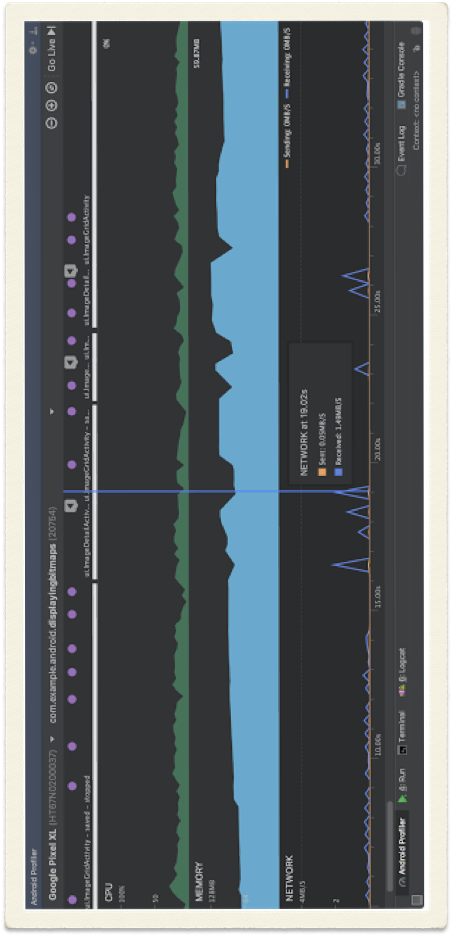 Android Profiler
Google Pixel XL (HT67N0200037)
com.example.android.displayingbitmaps (20754)
Go Live
ui.ImageGridActivity - saved - stopped
ui.ImageDetailActiv...
ui.ImageGridActivity - sa...
ui.Image...
ui.Im...
ui.ImageDetail...
ui.ImageGridActivity
CPU
100%
50
0%
MEMORY
128MB
59.87MB
NETWORK
Sending: 0MB/S
Receiving: 0MB/S
4MB/S
2
NETWORK at 19.02s
Sent: 0.05MB/S
Received: 1.49MB/S
10.00s
15.00s
20.00s
25.00s
30.00s
Android Profiler
4: Run
Terminal
6: Logcat
Event Log
Gradle Console
Context: <no context>